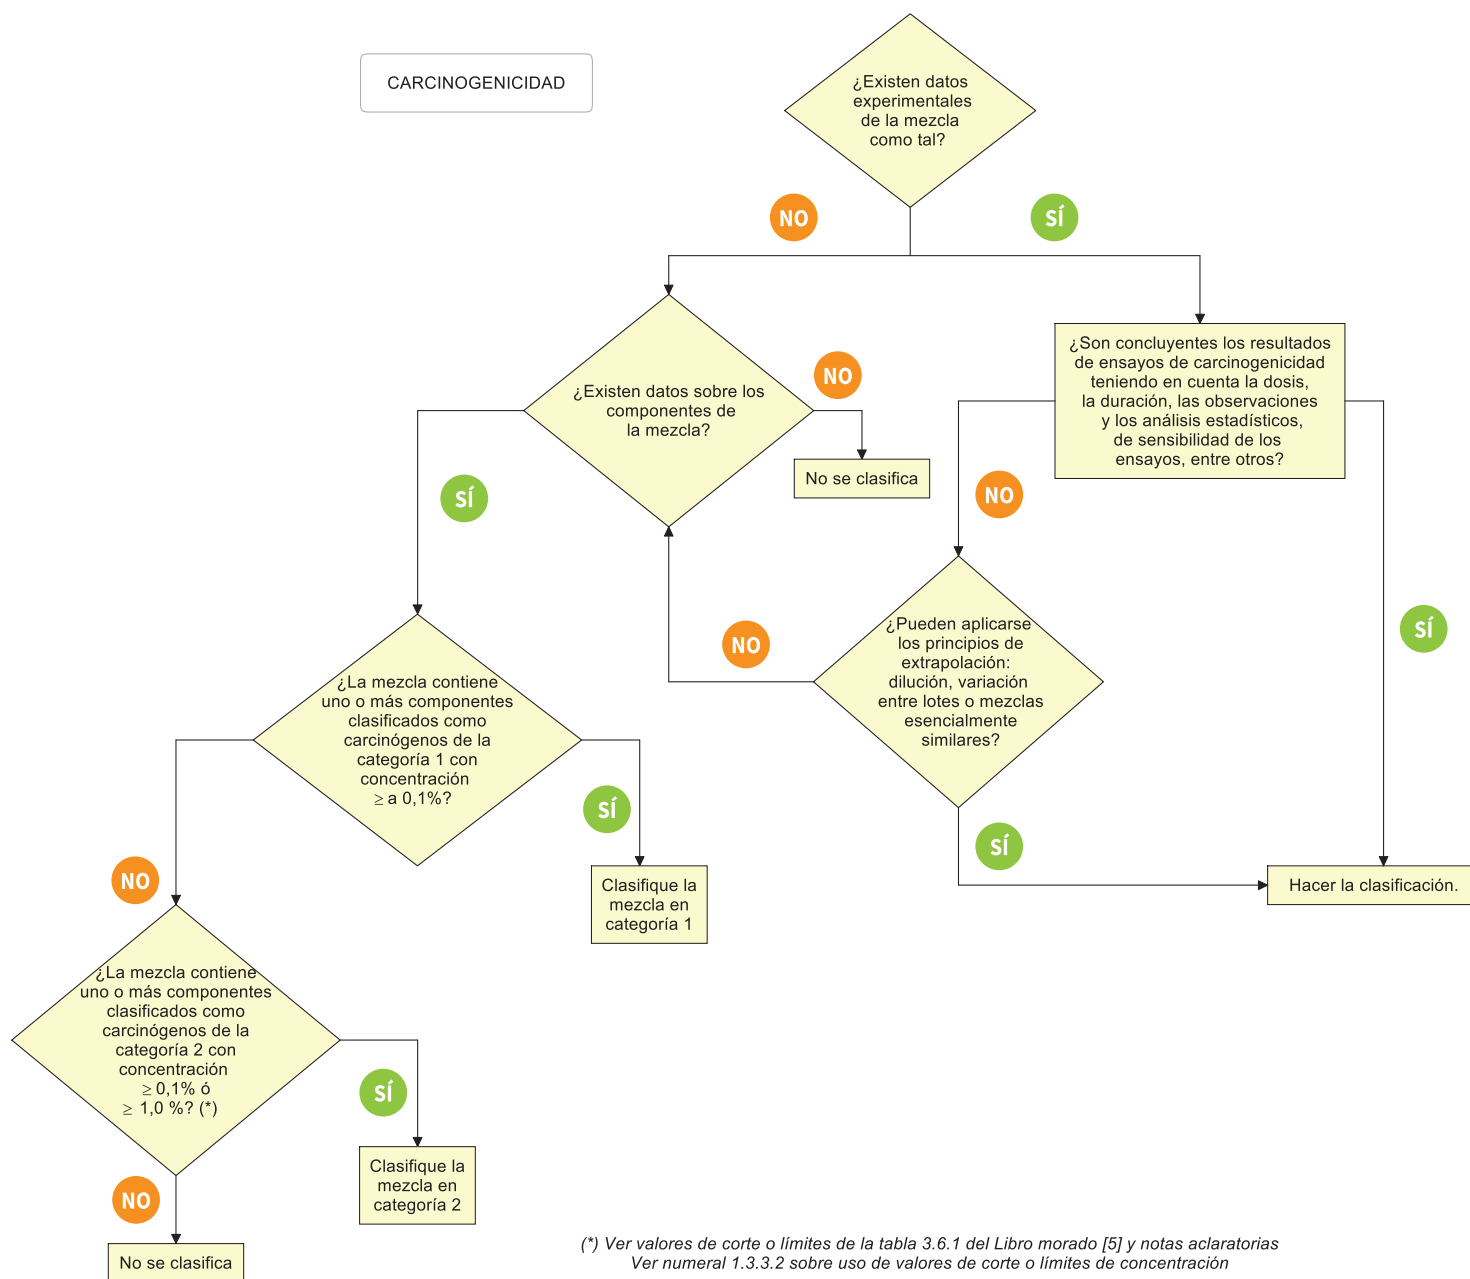 CARCINOGENICIDAD
¿Existen datos
experimentales
de la mezcla
como tal?
NO
SÍ
¿Existen datos sobre los
componentes de
la mezcla?
NO
No se clasifica
SÍ
¿Son concluyentes los resultados
de ensayos de carcinogenicidad
teniendo en cuenta la dosis,
la duración, las observaciones
y los análisis estadísticos,
de sensibilidad de los
ensayos, entre otros?
NO
SÍ
¿Pueden aplicarse
los principios de
extrapolación:
dilución, variación
entre lotes o mezclas
esencialmente
similares?
NO
SÍ
Hacer la clasificación.
¿La mezcla contiene
uno o más componentes
clasificados como
carcinógenos de la
categoría 1 con
concentración
≥ a 0,1%?
SÍ
Clasifique la
mezcla en
categoría 1
NO
¿La mezcla contiene
uno o más componentes
clasificados como
carcinógenos de la
categoría 2 con
concentración
≥ 0,1% ó
≥ 1,0 %? (*)
SÍ
Clasifique la
mezcla en
categoría 2
NO
No se clasifica
(*) Ver valores de corte o límites de la tabla 3.6.1 del Libro morado [5] y notas aclaratorias
Ver numeral 1.3.3.2 sobre uso de valores de corte o límites de concentración